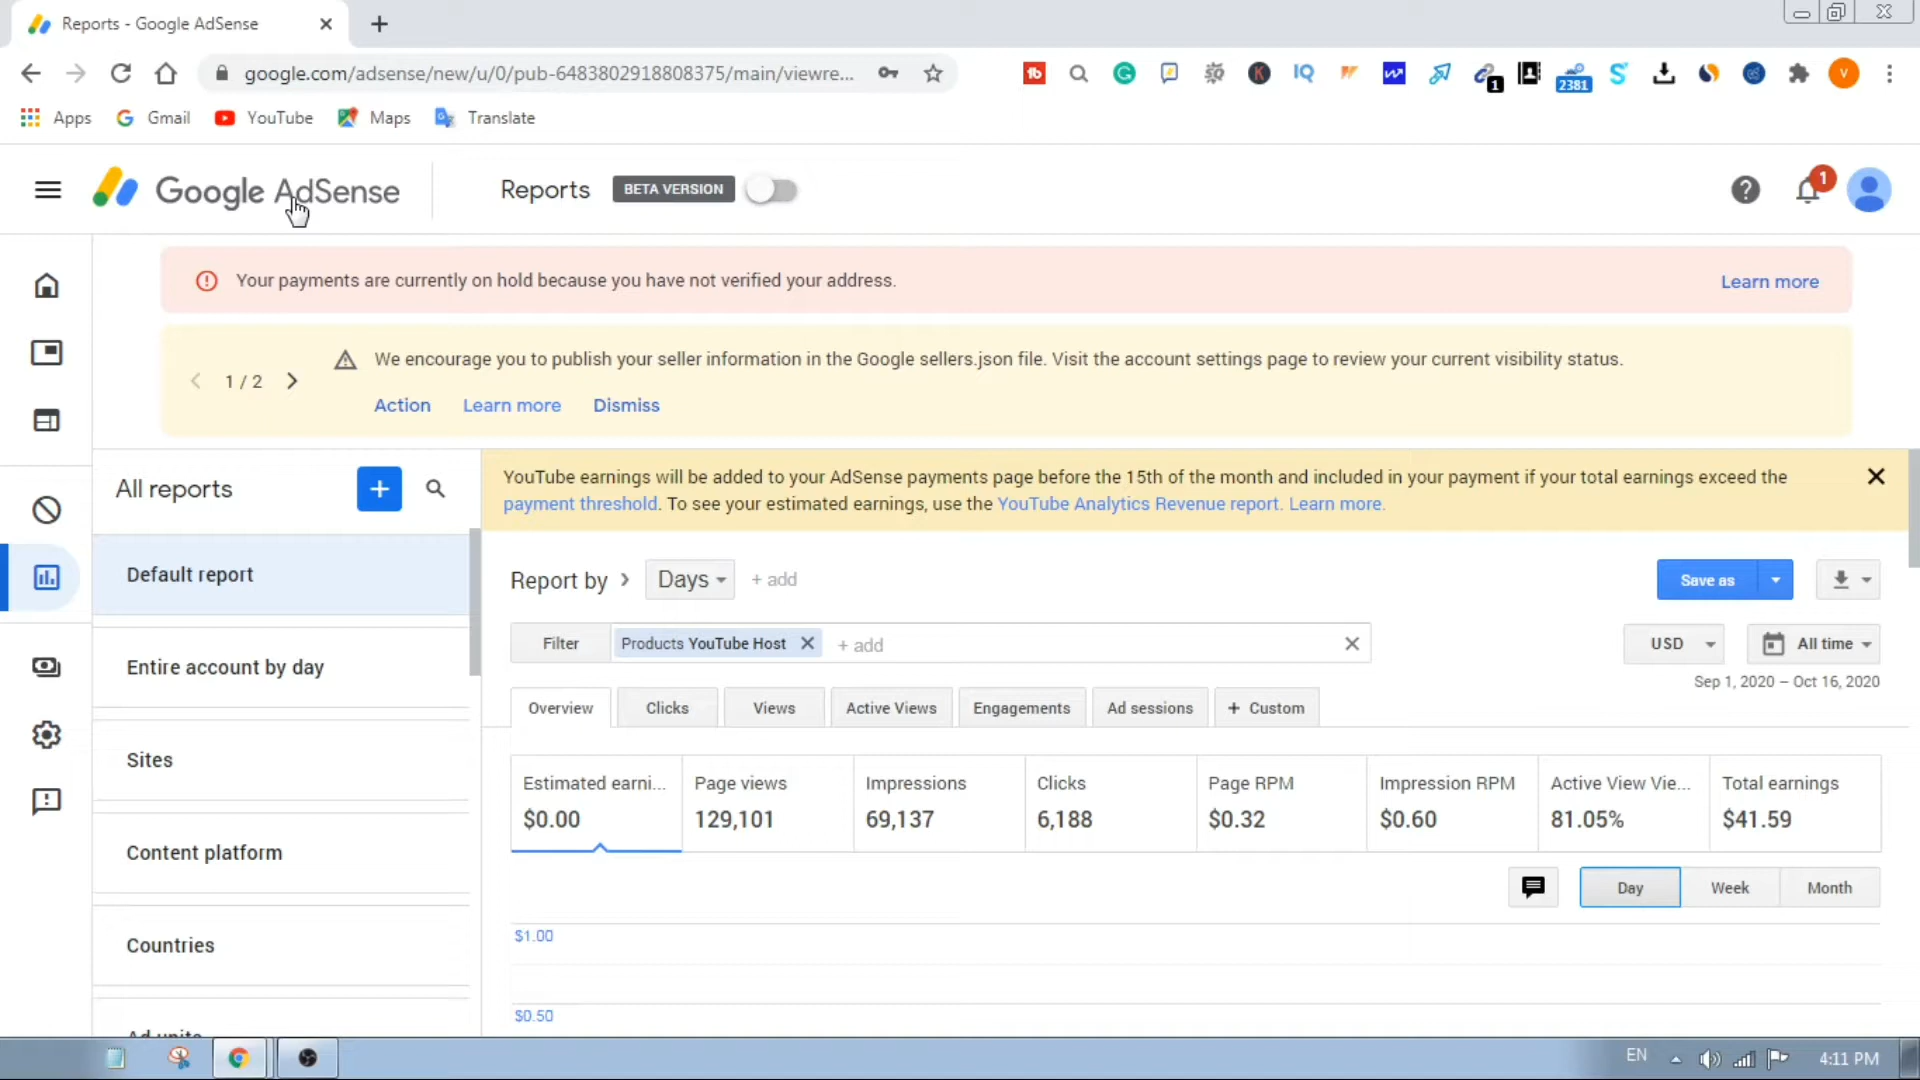 Reports - Google AdSense
google.com/adsense/new/u/0/pub-6483802918808375/main/viewre...
1
2381
V
Apps
Gmail
YouTube
Maps
Translate
Google AdSense
Reports
BETA VERSION
1
Your payments are currently on hold because you have not verified your address.
Learn more
1 / 2
We encourage you to publish your seller information in the Google sellers.json file. Visit the account settings page to review your current visibility status.
Action
Learn more
Dismiss
All reports
YouTube earnings will be added to your AdSense payments page before the 15th of the month and included in your payment if your total earnings exceed the
payment threshold. To see your estimated earnings, use the YouTube Analytics Revenue report. Learn more.
Default report
Entire account by day
Sites
Content platform
Countries
Ad units
Report by
Days
+ add
Save as
Filter
Products YouTube Host
+ add
USD
All time
Sep 1, 2020 – Oct 16, 2020
Overview
Clicks
Views
Active Views
Engagements
Ad sessions
+ Custom
Estimated earni...
$0.00
Page views
129,101
Impressions
69,137
Clicks
6,188
Page RPM
$0.32
Impression RPM
$0.60
Active View Vie...
81.05%
Total earnings
$41.59
Day
Week
Month
$1.00
$0.50
EN
4:11 PM